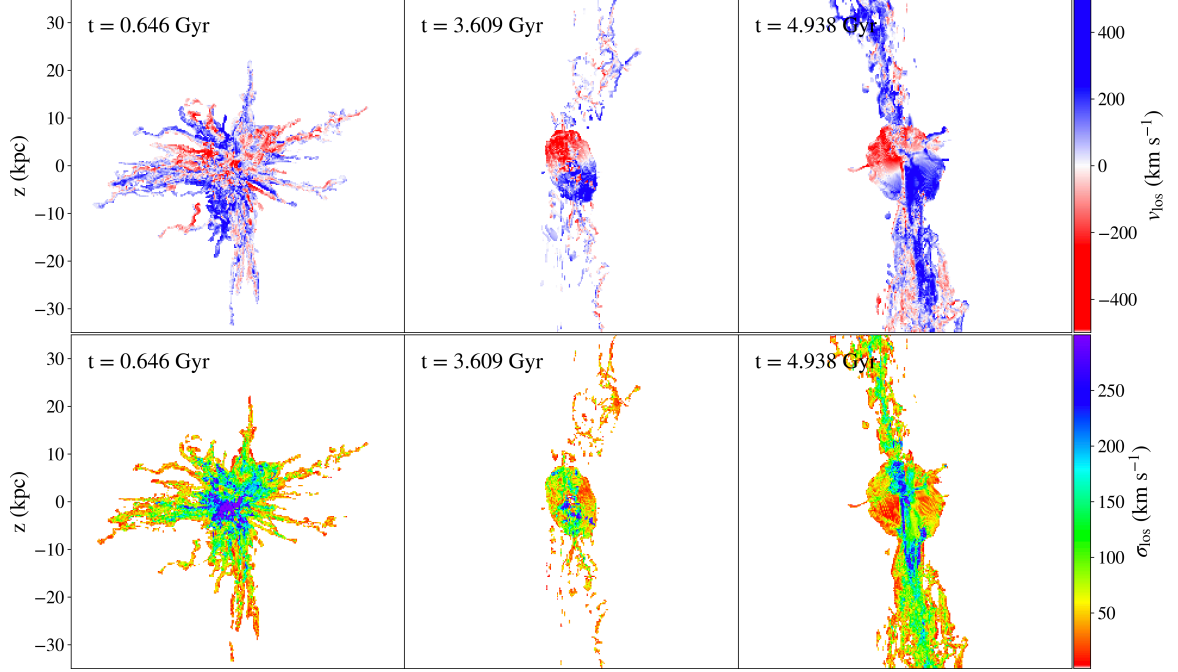 t = 0.646 Gyr
t = 3.609 Gyr
t = 4.938 Gyr
30
20
10
0
−10
−20
−30
z (kpc)
400
200
0
−200
−400
v_los (km s⁻¹)
t = 0.646 Gyr
t = 3.609 Gyr
t = 4.938 Gyr
30
20
10
0
−10
−20
−30
z (kpc)
250
200
150
100
50
σ_los (km s⁻¹)